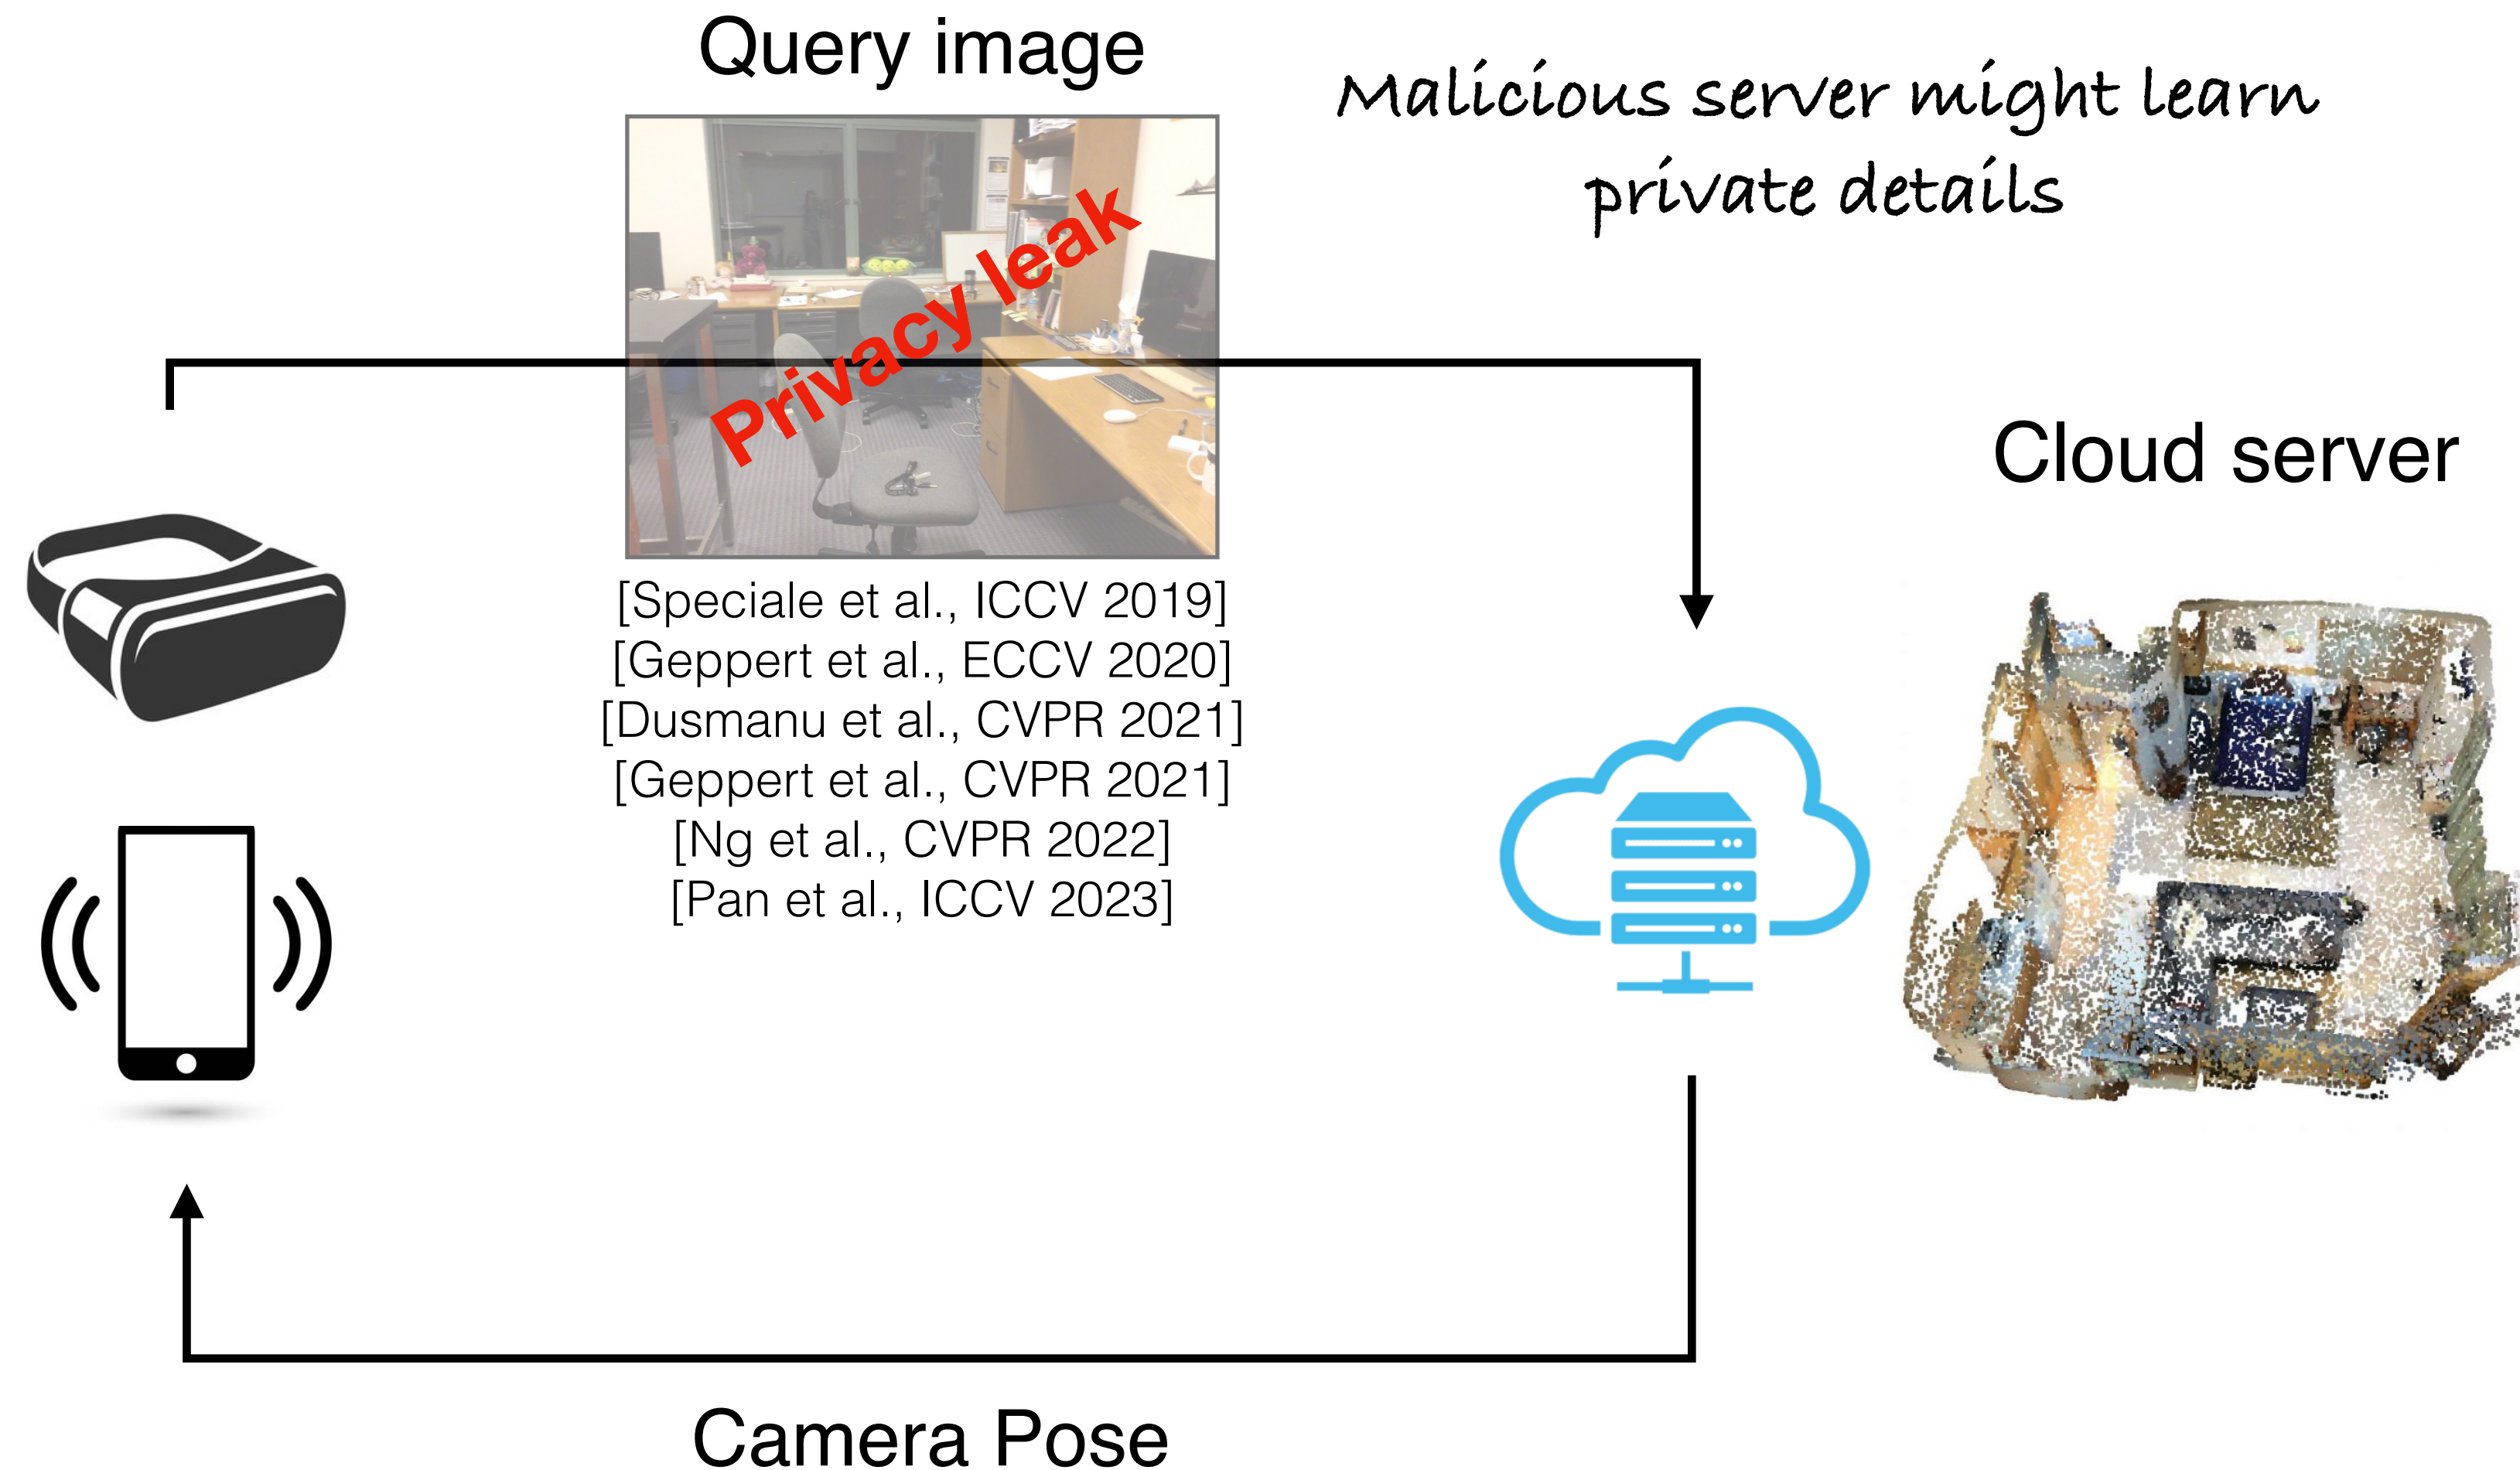 Query image
Malicious server might learn
private details
Privacy leak
Cloud server
[Speciale et al., ICCV 2019]
[Geppert et al., ECCV 2020]
[Dusmanu et al., CVPR 2021]
[Geppert et al., CVPR 2021]
[Ng et al., CVPR 2022]
[Pan et al., ICCV 2023]
Camera Pose